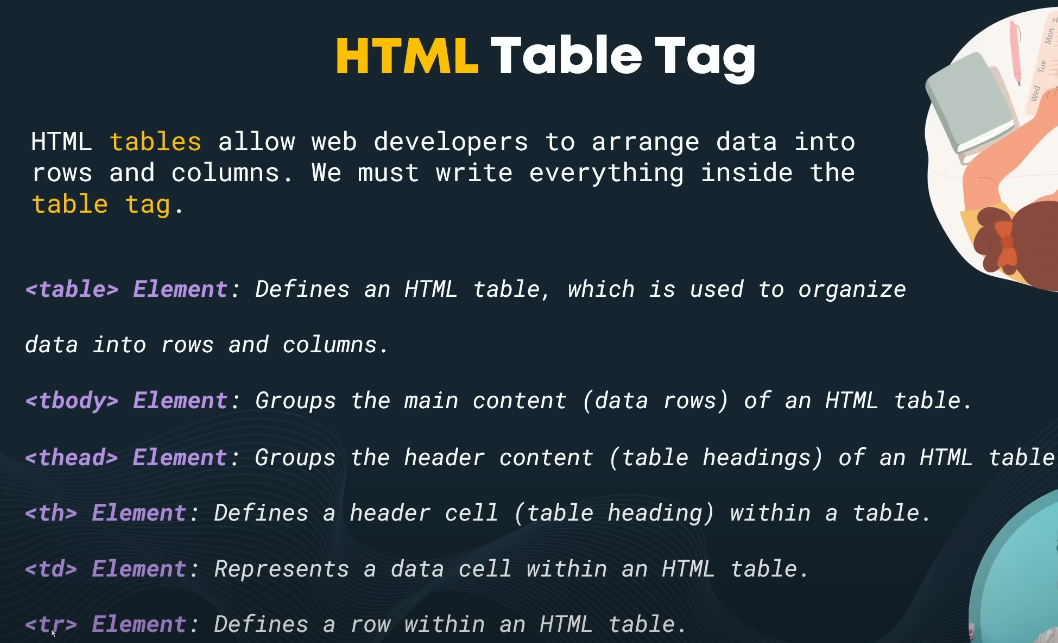 HTML Table Tag
HTML tables allow web developers to arrange data into
rows and columns. We must write everything inside the
table tag.
Mon
Tue
Wed
<table> Element: Defines an HTML table, which is used to organize
data into rows and columns.
<tbody> Element: Groups the main content (data rows) of an HTML table.
<thead> Element: Groups the header content (table headings) of an HTML table
<th> Element: Defines a header cell (table heading) within a table.
<td> Element: Represents a data cell within an HTML table.
<tr> Element: Defines a row within an HTML table.